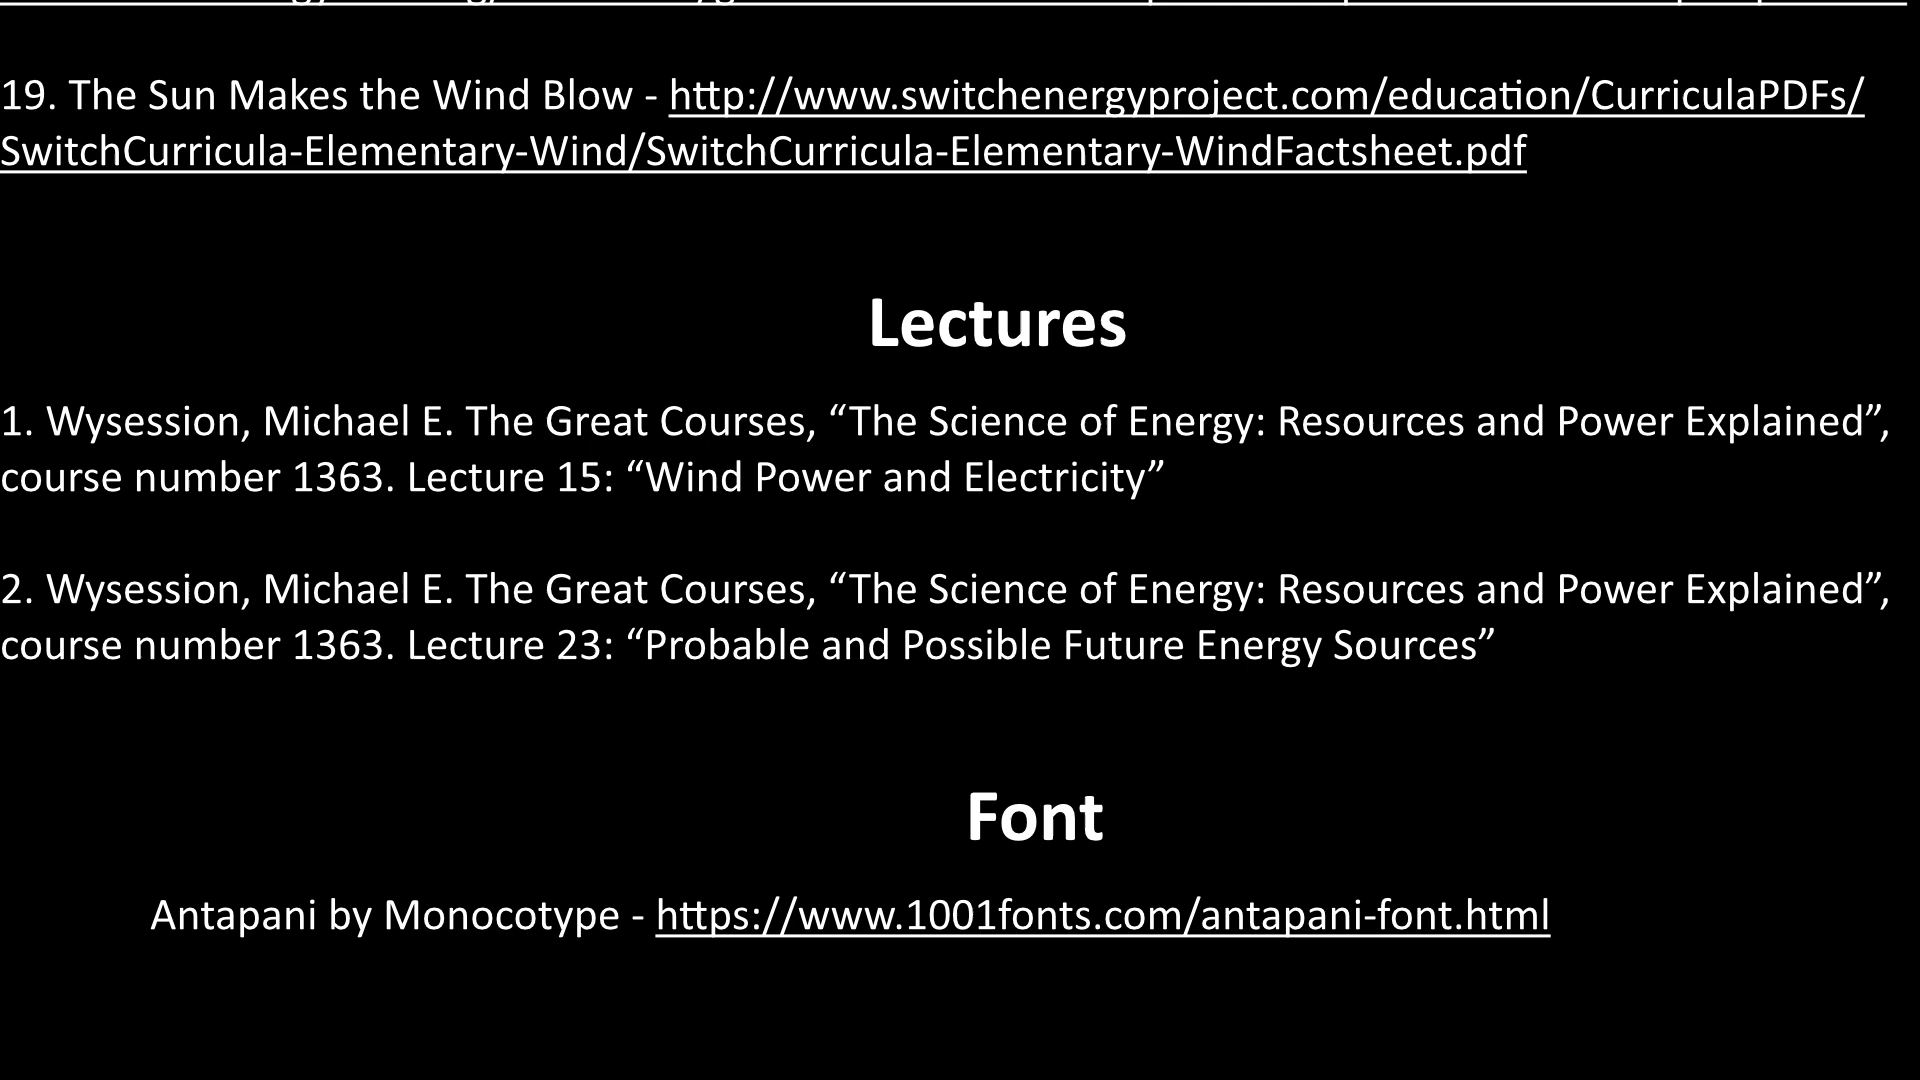 19. The Sun Makes the Wind Blow - http://www.switchenergyproject.com/education/CurriculaPDFs/
SwitchCurricula-Elementary-Wind/SwitchCurricula-Elementary-WindFactsheet.pdf
Lectures
1. Wysession, Michael E. The Great Courses, “The Science of Energy: Resources and Power Explained”,
course number 1363. Lecture 15: “Wind Power and Electricity”
2. Wysession, Michael E. The Great Courses, “The Science of Energy: Resources and Power Explained”,
course number 1363. Lecture 23: “Probable and Possible Future Energy Sources”
Font
Antapani by Monocotype - https://www.1001fonts.com/antapani-font.html